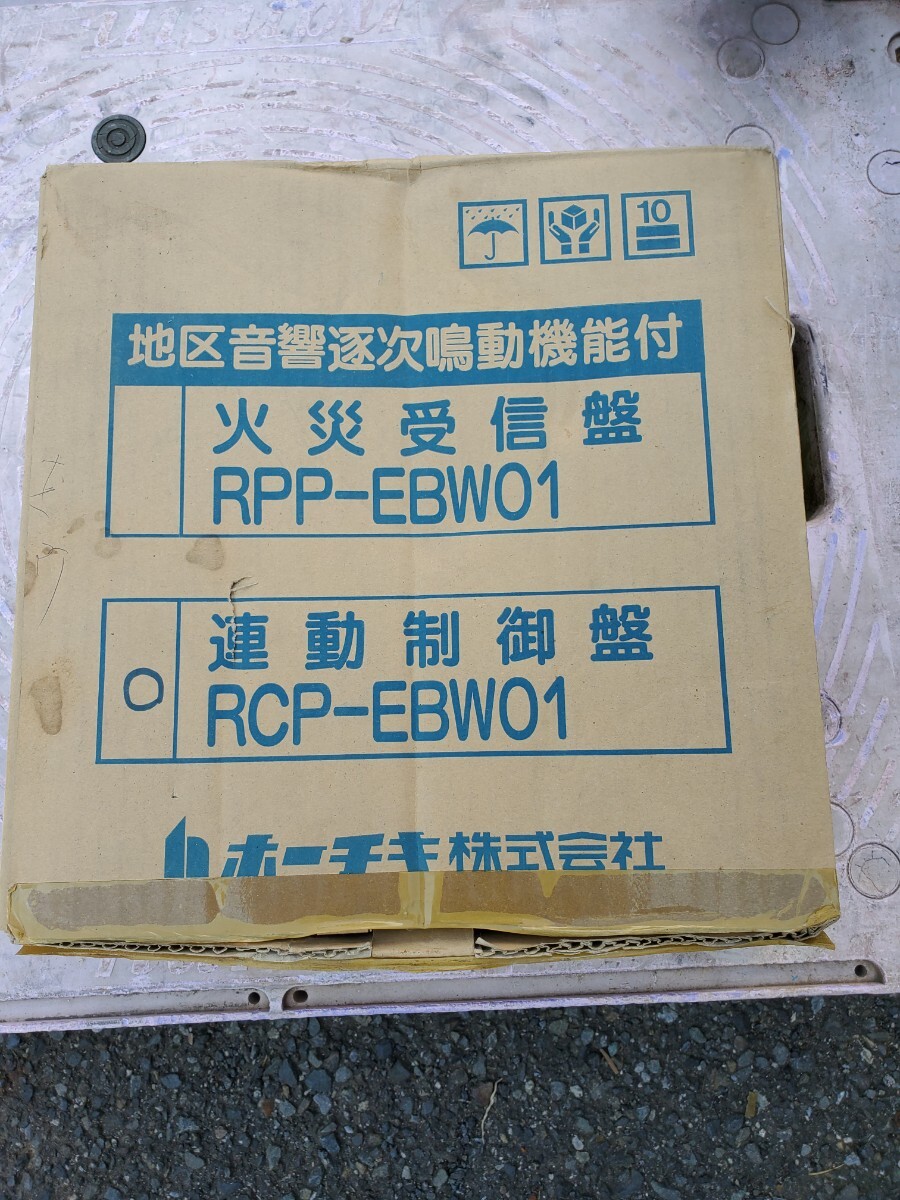 10
地区音響逐次鳴動機能付
火災受信盤
RPP-EBW01
連動制御盤
RCP-EBW01
ホーチキ株式会社